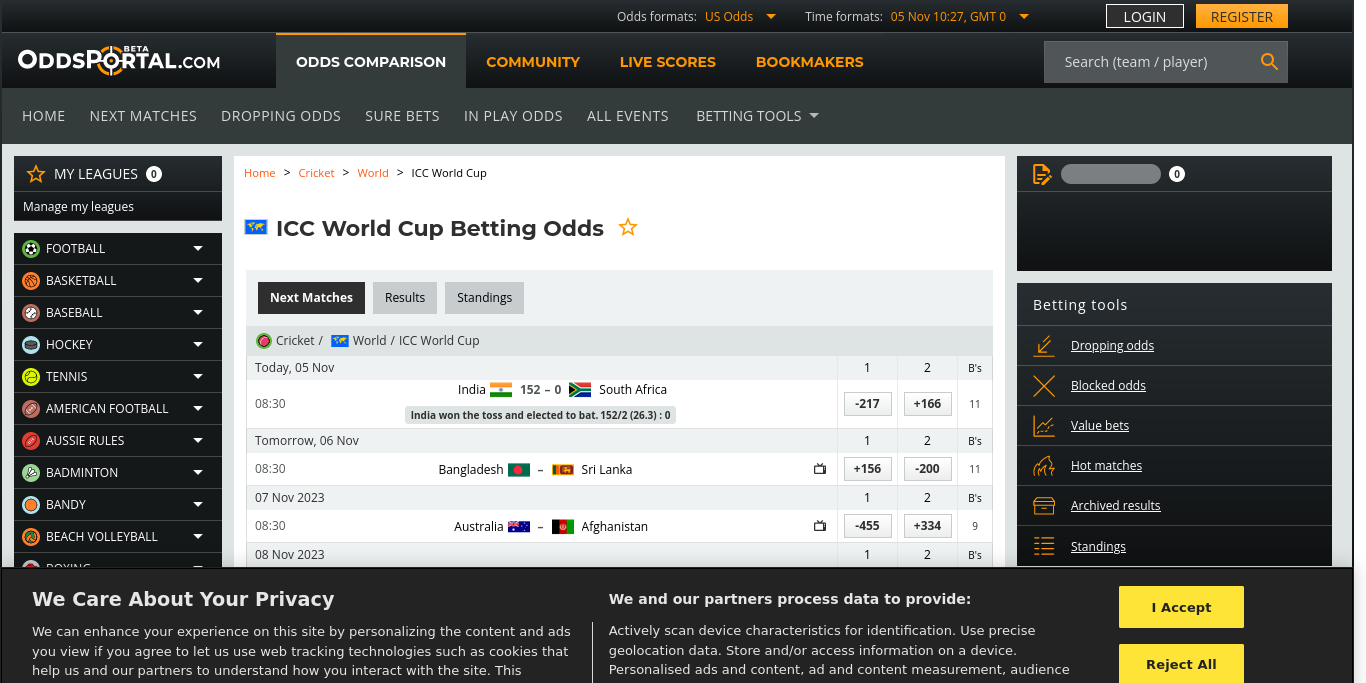 Odds formats: US Odds Time formats: 05 Nov 10:27, GMT 0 LOGIN REGISTER
ODDSPORTAL.COM BETA ODDS COMPARISON COMMUNITY LIVE SCORES BOOKMAKERS Search (team / player)
HOME NEXT MATCHES DROPPING ODDS SURE BETS IN PLAY ODDS ALL EVENTS BETTING TOOLS
MY LEAGUES 0
Manage my leagues
FOOTBALL
BASKETBALL
BASEBALL
HOCKEY
TENNIS
AMERICAN FOOTBALL
AUSSIE RULES
BADMINTON
BANDY
BEACH VOLLEYBALL
BOXING
Home > Cricket > World > ICC World Cup
ICC World Cup Betting Odds
Next Matches Results Standings
Cricket / World / ICC World Cup
Today, 05 Nov 1 2 B's
India 152 – 0 South Africa
08:30 -217 +166 11
India won the toss and elected to bat. 152/2 (26.3) : 0
Tomorrow, 06 Nov 1 2 B's
08:30 Bangladesh – Sri Lanka +156 -200 11
07 Nov 2023 1 2 B's
08:30 Australia – Afghanistan -455 +334 9
08 Nov 2023 1 2 B's
0
Betting tools
Dropping odds
Blocked odds
Value bets
Hot matches
Archived results
Standings
We Care About Your Privacy
We can enhance your experience on this site by personalizing the content and ads
you view if you agree to let us use web tracking technologies such as cookies that
help us and our partners to understand how you interact with the site. This
We and our partners process data to provide:
Actively scan device characteristics for identification. Use precise
geolocation data. Store and/or access information on a device.
Personalised ads and content, ad and content measurement, audience
I Accept
Reject All